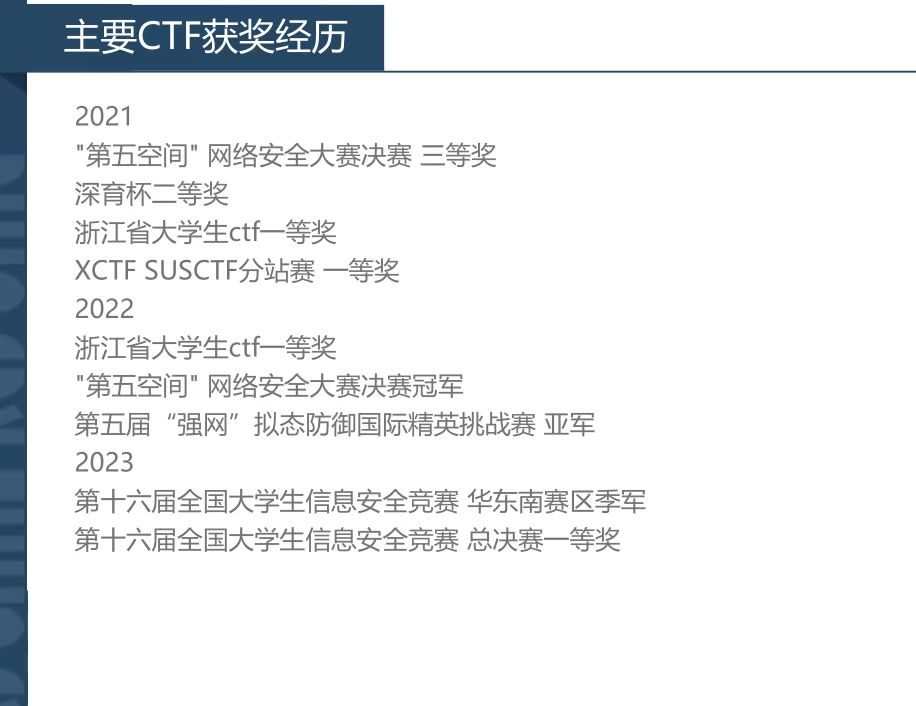 主要CTF获奖经历
2021
"第五空间" 网络安全大赛决赛 三等奖
深育杯二等奖
浙江省大学生ctf一等奖
XCTF SUSCTF分站赛 一等奖
2022
浙江省大学生ctf一等奖
"第五空间" 网络安全大赛决赛冠军
第五届“强网”拟态防御国际精英挑战赛 亚军
2023
第十六届全国大学生信息安全竞赛 华东南赛区季军
第十六届全国大学生信息安全竞赛 总决赛一等奖